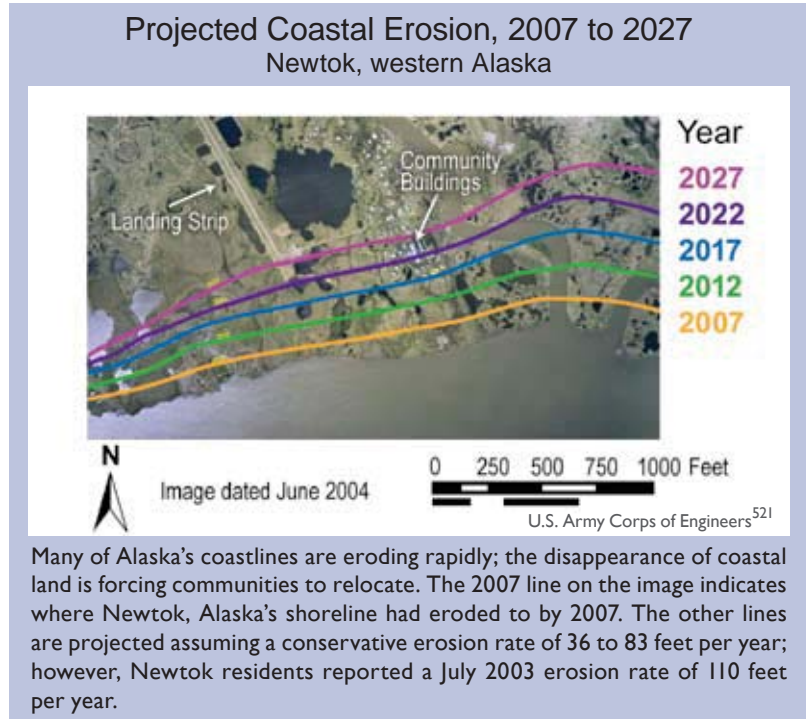 Projected Coastal Erosion, 2007 to 2027
Newtok, western Alaska
Landing Strip
Community
Buildings
Year
2027
2022
2017
2012
2007
N
Image dated June 2004
0 250 500 750 1000 Feet
U.S. Army Corps of Engineers521
Many of Alaska's coastlines are eroding rapidly; the disappearance of coastal
land is forcing communities to relocate. The 2007 line on the image indicates
where Newtok, Alaska's shoreline had eroded to by 2007. The other lines
are projected assuming a conservative erosion rate of 36 to 83 feet per year;
however, Newtok residents reported a July 2003 erosion rate of 110 feet
per year.